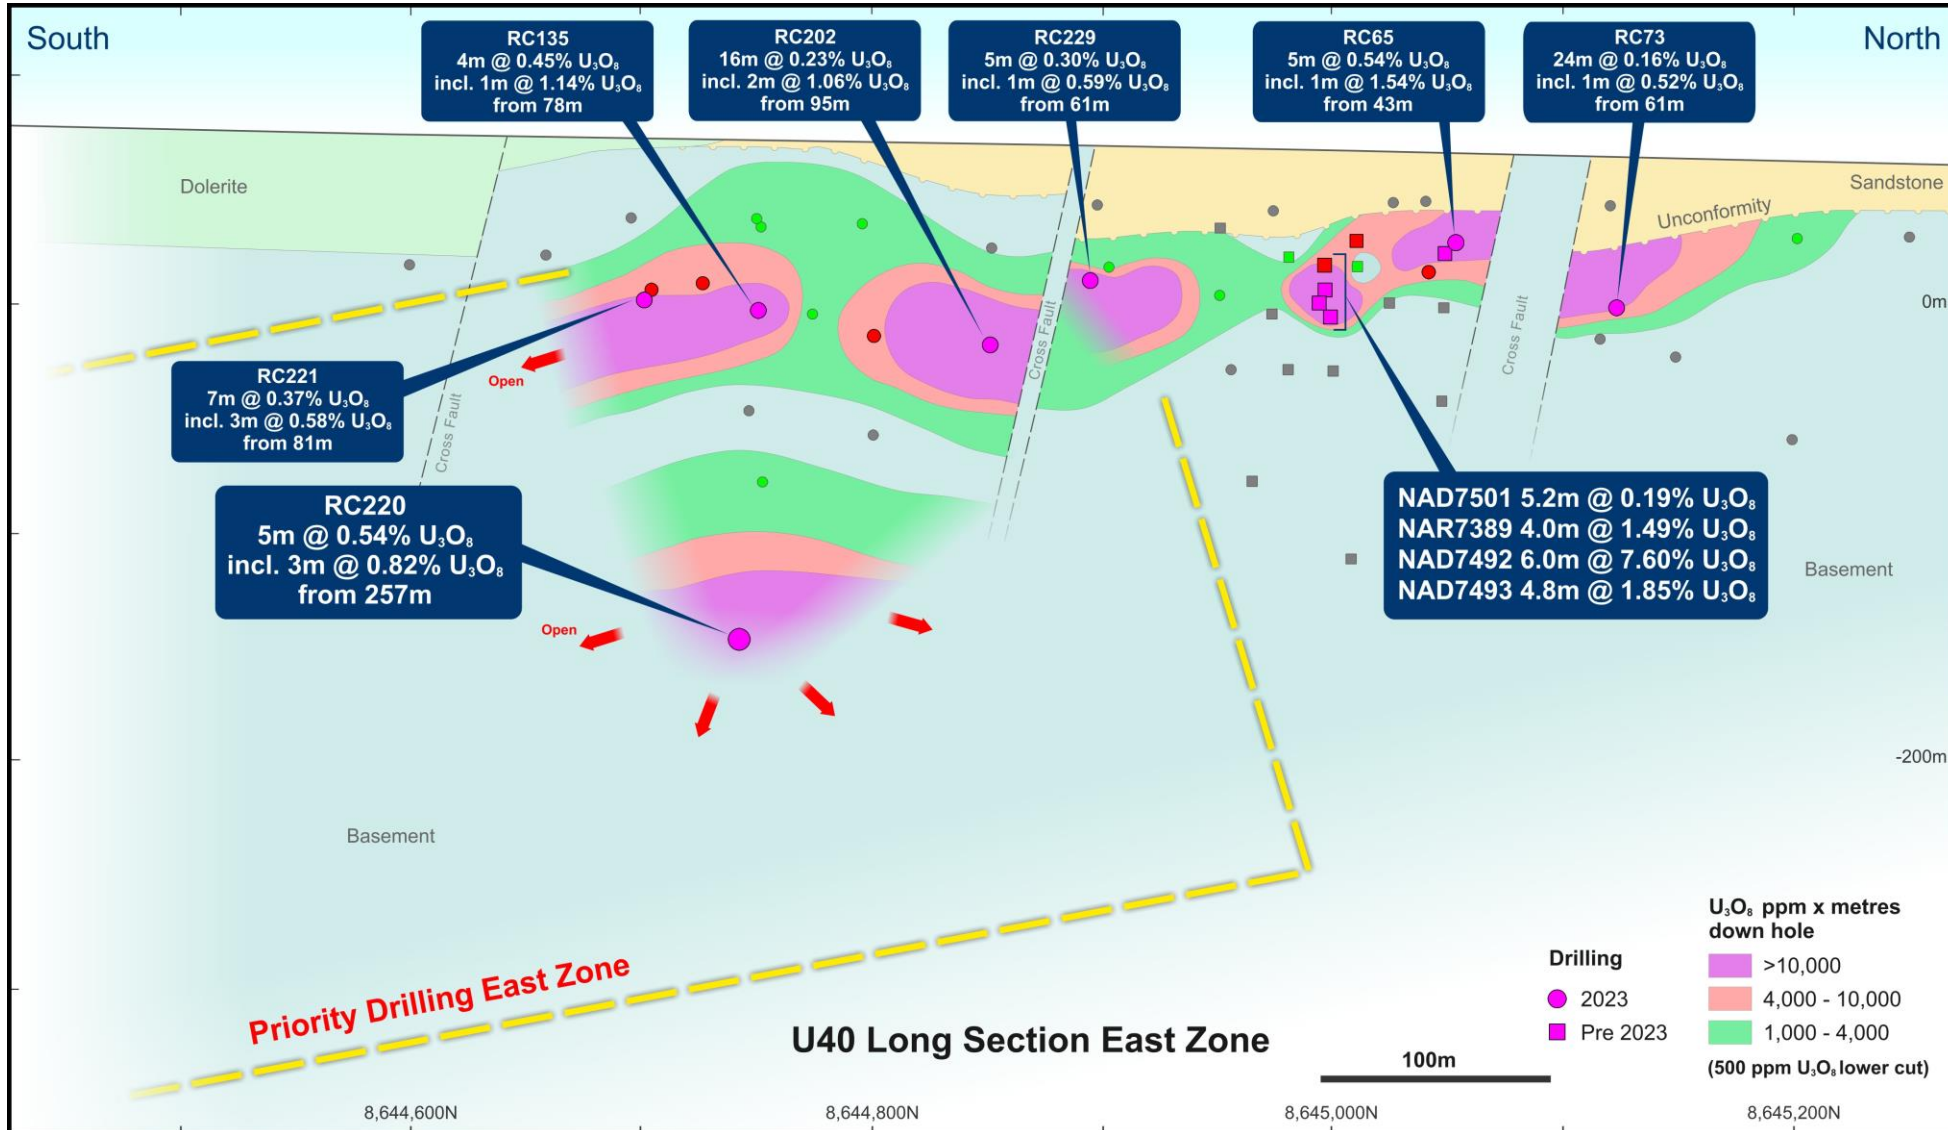 South
North
RC135
4m @ 0.45% U₃O₈
incl. 1m @ 1.14% U₃O₈
from 78m
RC202
16m @ 0.23% U₃O₈
incl. 2m @ 1.06% U₃O₈
from 95m
RC229
5m @ 0.30% U₃O₈
incl. 1m @ 0.59% U₃O₈
from 61m
RC65
5m @ 0.54% U₃O₈
incl. 1m @ 1.54% U₃O₈
from 43m
RC73
24m @ 0.16% U₃O₈
incl. 1m @ 0.52% U₃O₈
from 61m
Dolerite
Sandstone
Unconformity
0m
Cross Fault
Cross Fault
Cross Fault
Open
RC221
7m @ 0.37% U₃O₈
incl. 3m @ 0.58% U₃O₈
from 81m
RC220
5m @ 0.54% U₃O₈
incl. 3m @ 0.82% U₃O₈
from 257m
NAD7501 5.2m @ 0.19% U₃O₈
NAR7389 4.0m @ 1.49% U₃O₈
NAD7492 6.0m @ 7.60% U₃O₈
NAD7493 4.8m @ 1.85% U₃O₈
Basement
Open
-200m
Basement
Priority Drilling East Zone
U40 Long Section East Zone
100m
Drilling
2023
Pre 2023
U₃O₈ ppm x metres
down hole
>10,000
4,000 - 10,000
1,000 - 4,000
(500 ppm U₃O₈ lower cut)
8,644,600N
8,644,800N
8,645,000N
8,645,200N